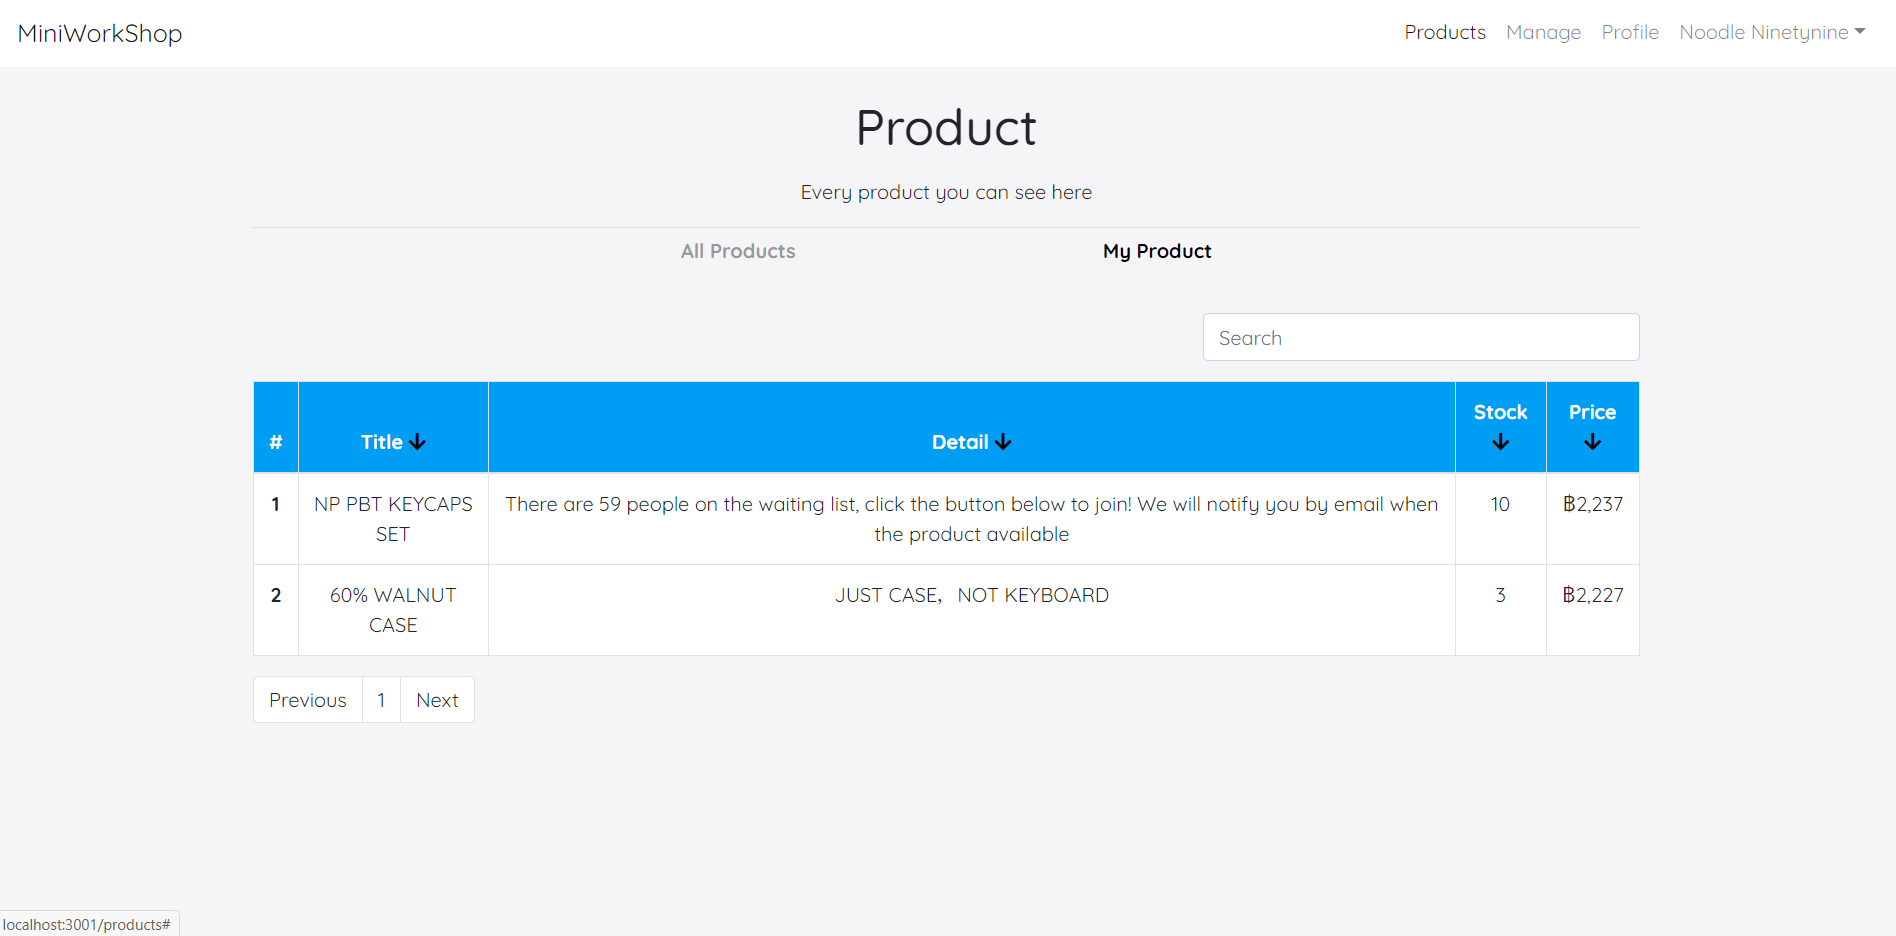 MiniWorkShop
Products Manage Profile Noodle Ninetynine
Product
Every product you can see here
All Products My Product
Search
# Title Detail Stock Price
1 NP PBT KEYCAPS SET There are 59 people on the waiting list, click the button below to join! We will notify you by email when the product available 10 ฿2,237
2 60% WALNUT CASE JUST CASE，NOT KEYBOARD 3 ฿2,227
Previous 1 Next
localhost:3001/products#